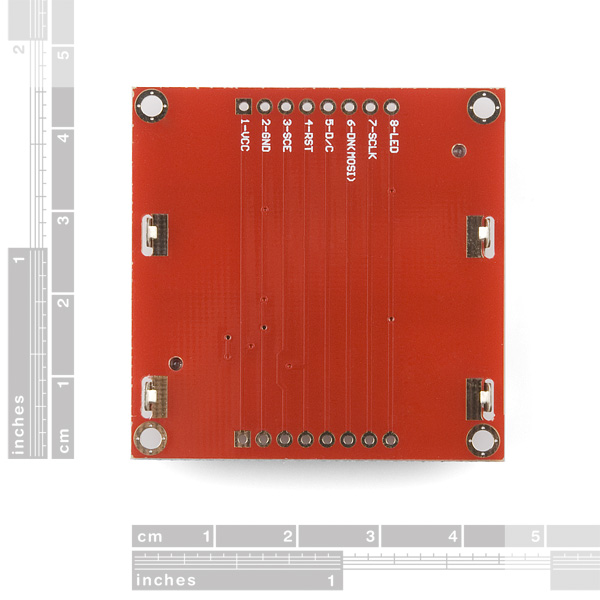 1-VCC
2-GND
3-SCE
4-RST
5-D/C
6-DN(MOSI)
7-SCLK
8-LED
2
1
inches
5
4
3
2
1
cm
cm 1 2 3 4 5
inches 1